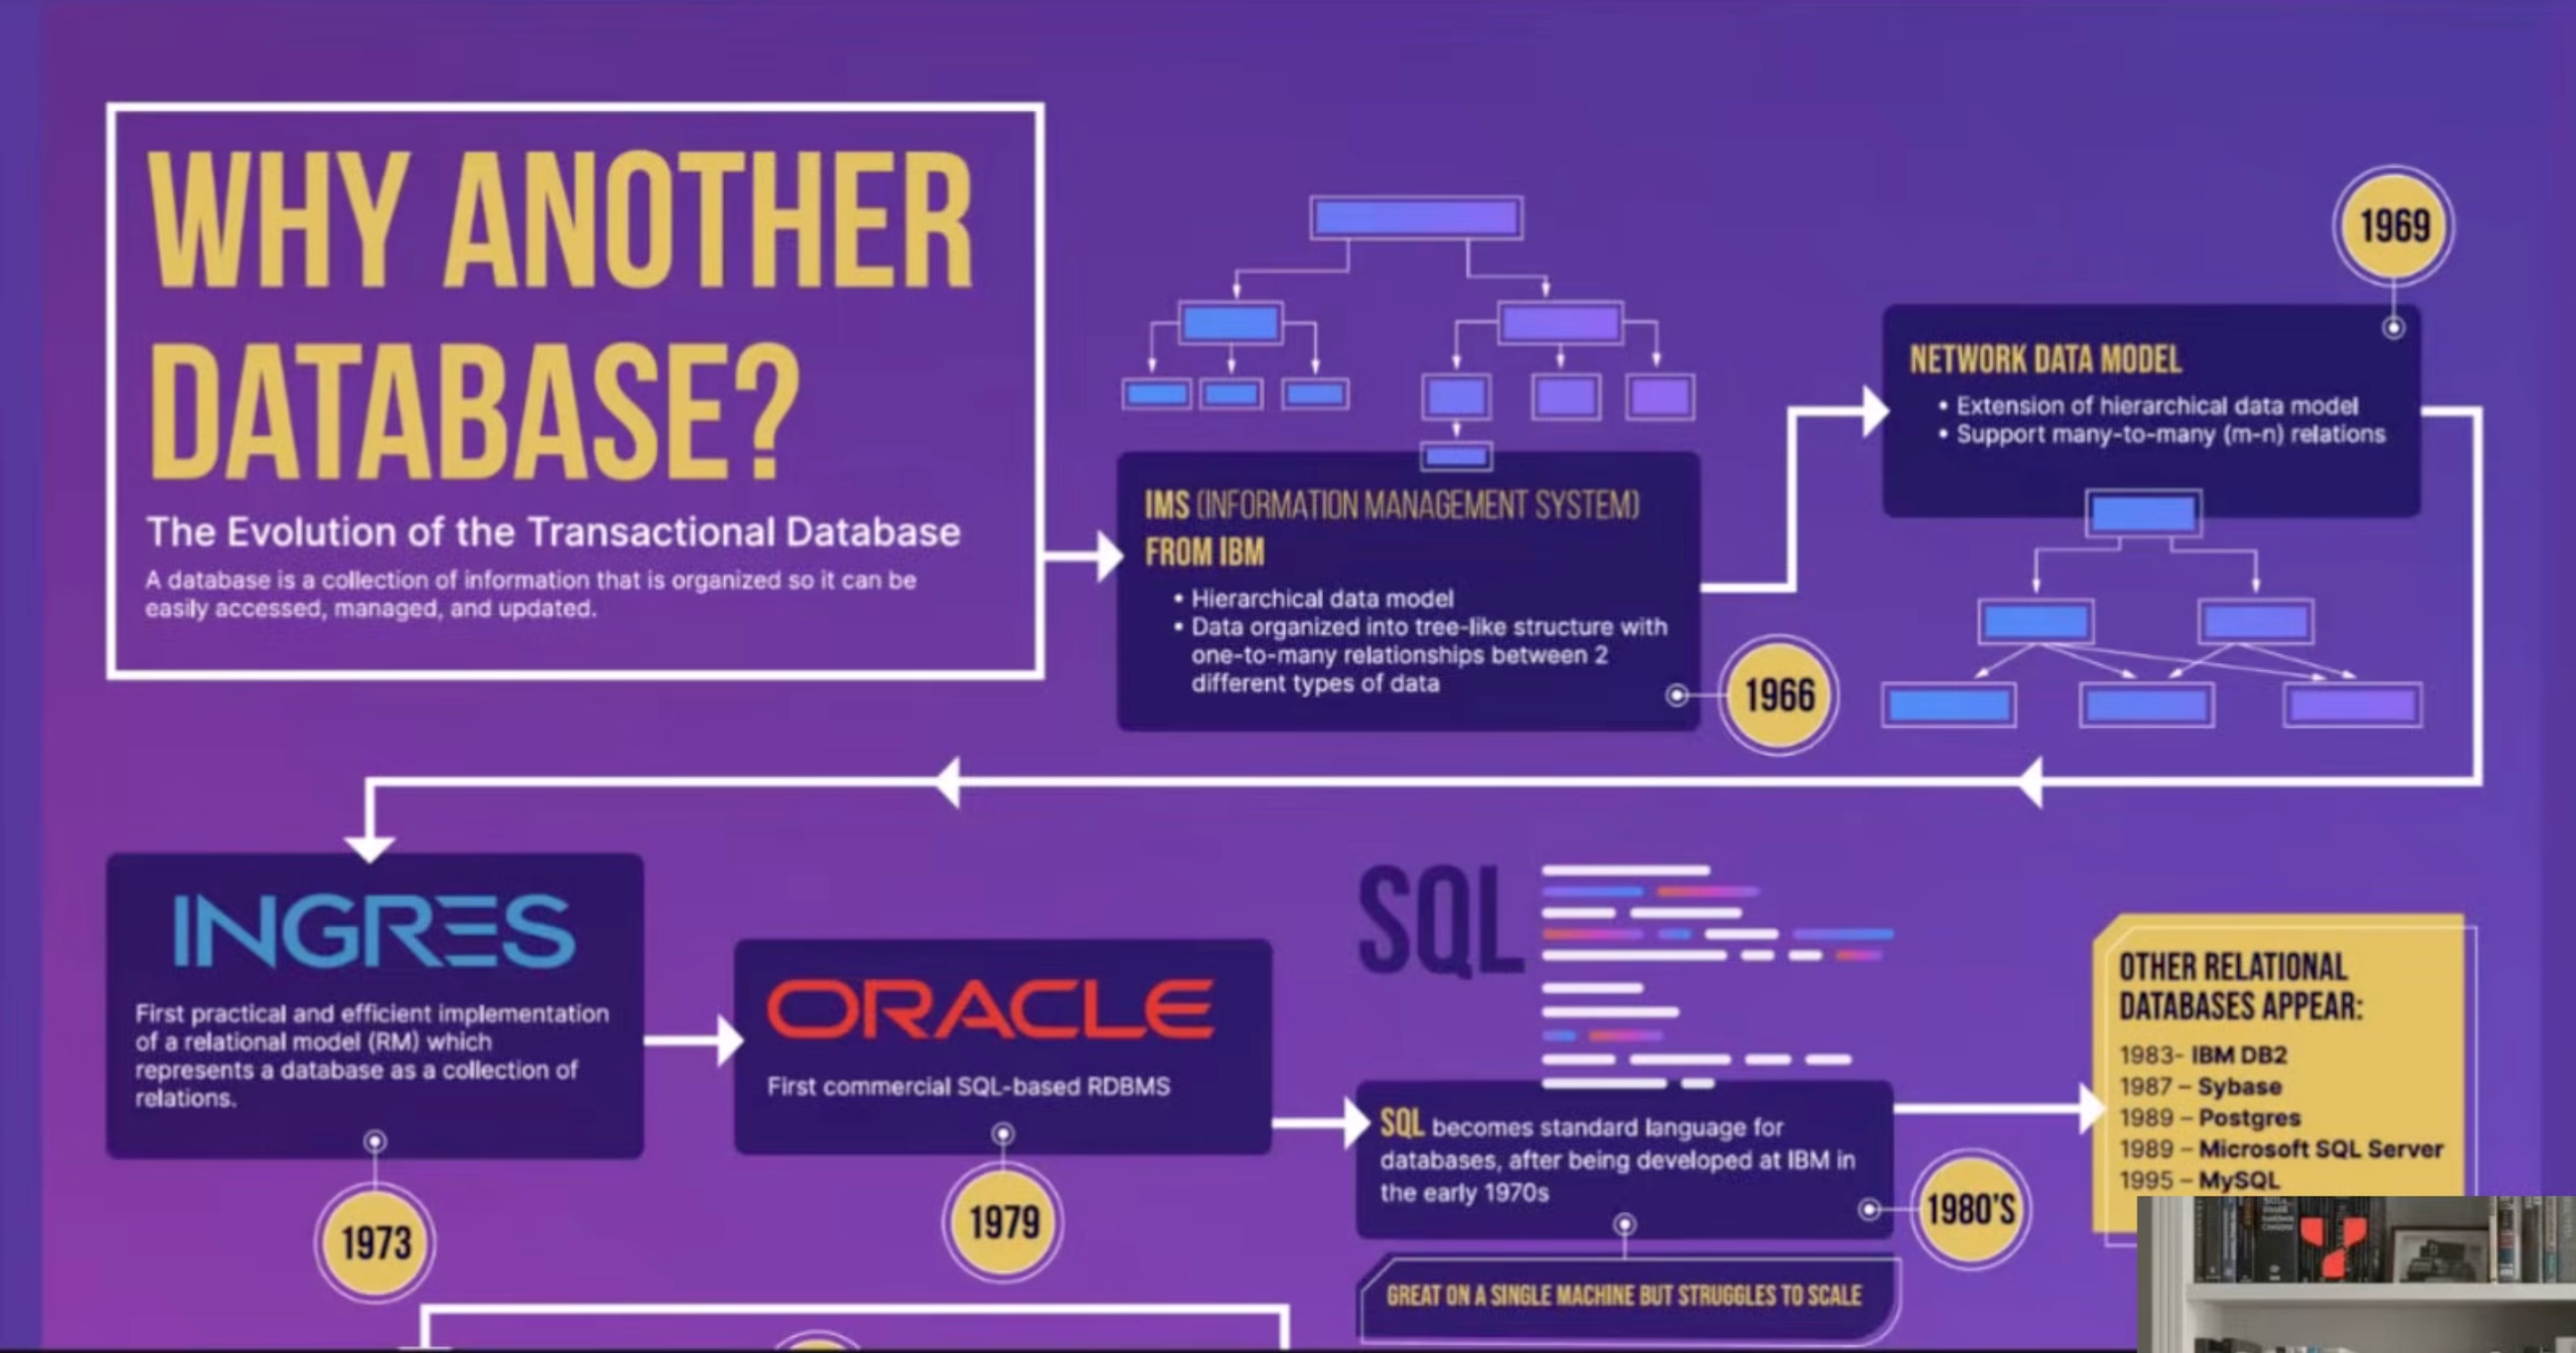 WHY ANOTHER
DATABASE?
The Evolution of the Transactional Database
A database is a collection of information that is organized so it can be
easily accessed, managed, and updated.
IMS (INFORMATION MANAGEMENT SYSTEM)
FROM IBM
• Hierarchical data model
• Data organized into tree-like structure with
one-to-many relationships between 2
different types of data
1966
1969
NETWORK DATA MODEL
• Extension of hierarchical data model
• Support many-to-many (m-n) relations
INGRES
First practical and efficient implementation
of a relational model (RM) which
represents a database as a collection of
relations.
1973
ORACLE
First commercial SQL-based RDBMS
1979
SQL
SQL becomes standard language for
databases, after being developed at IBM in
the early 1970s
1980'S
GREAT ON A SINGLE MACHINE BUT STRUGGLES TO SCALE
OTHER RELATIONAL
DATABASES APPEAR:
1983- IBM DB2
1987 – Sybase
1989 – Postgres
1989 – Microsoft SQL Server
1995 – MySQL